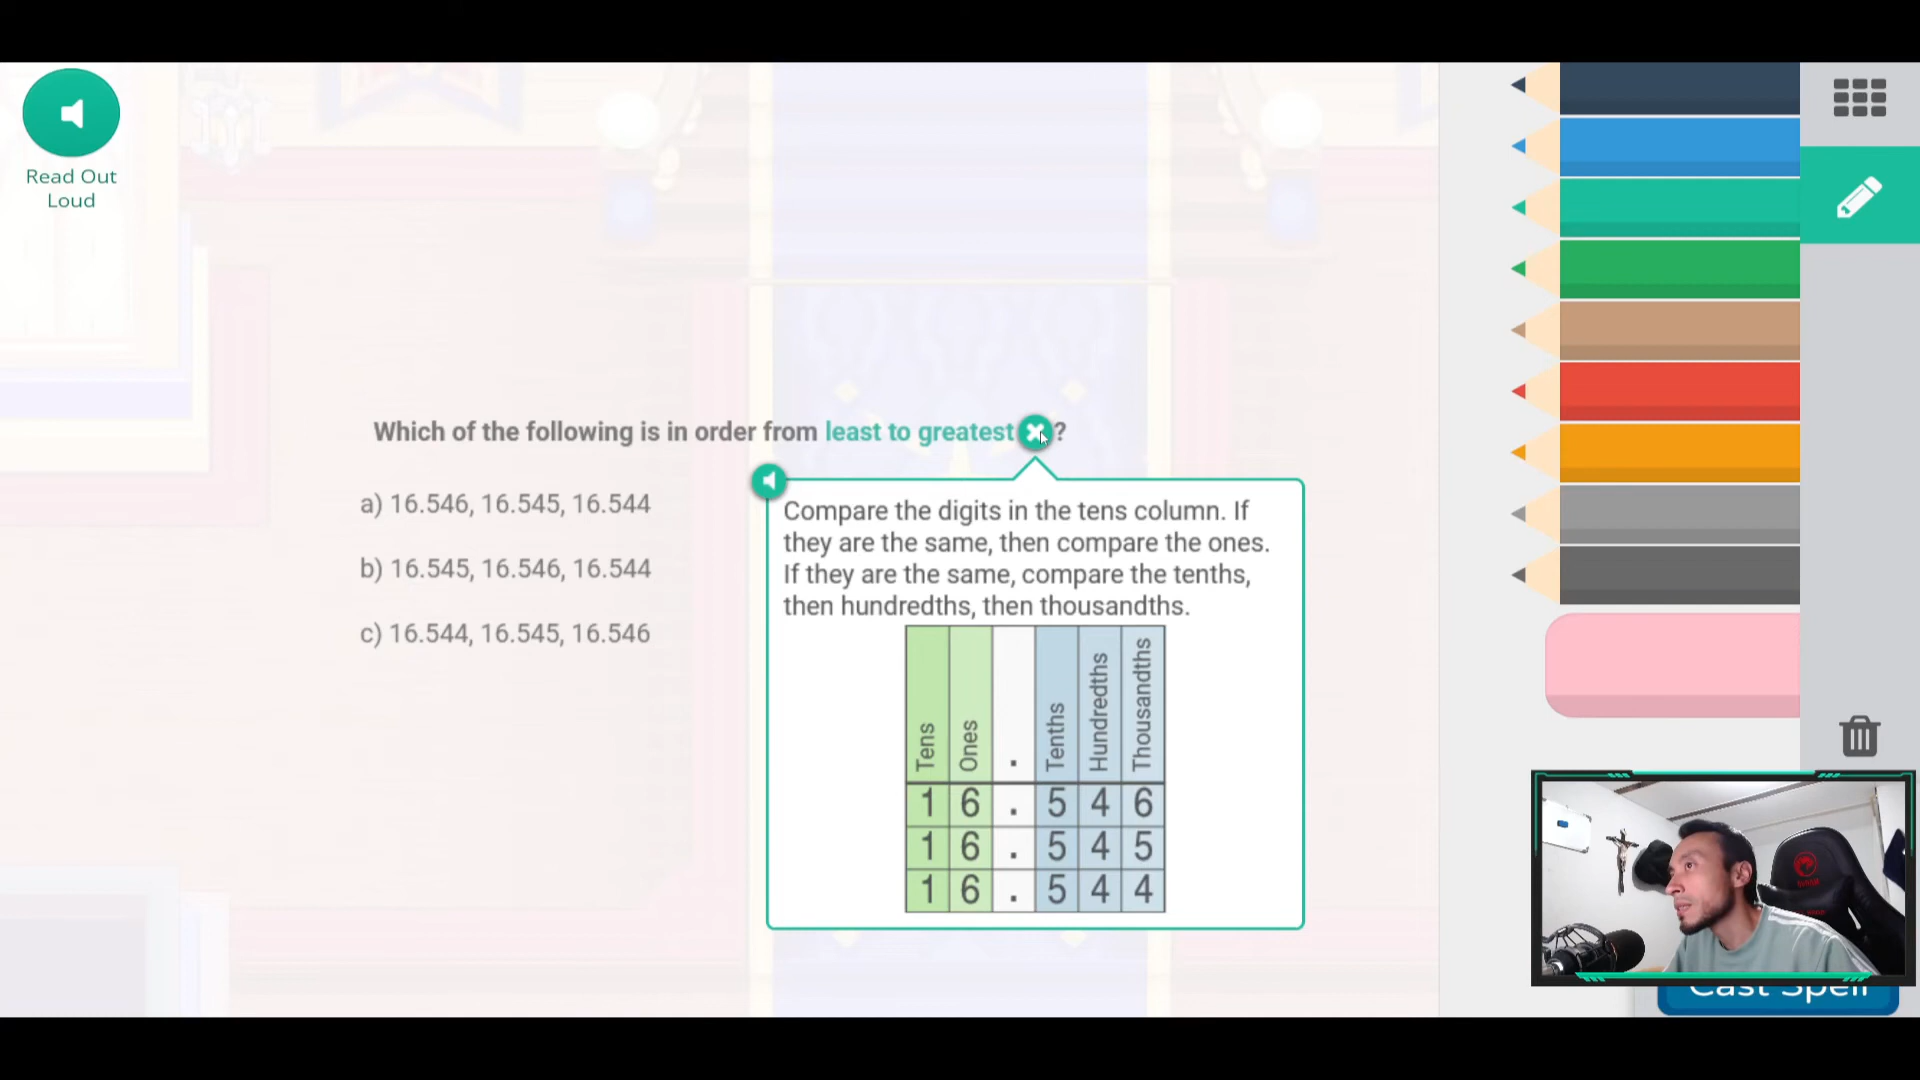 Read Out
Loud
Which of the following is in order from least to greatest ?
a) 16.546, 16.545, 16.544
b) 16.545, 16.546, 16.544
c) 16.544, 16.545, 16.546
Compare the digits in the tens column. If
they are the same, then compare the ones.
If they are the same, compare the tenths,
then hundredths, then thousandths.
Tens Ones . Tenths Hundredths Thousandths
1 6 . 5 4 6
1 6 . 5 4 5
1 6 . 5 4 4
Cast Spell